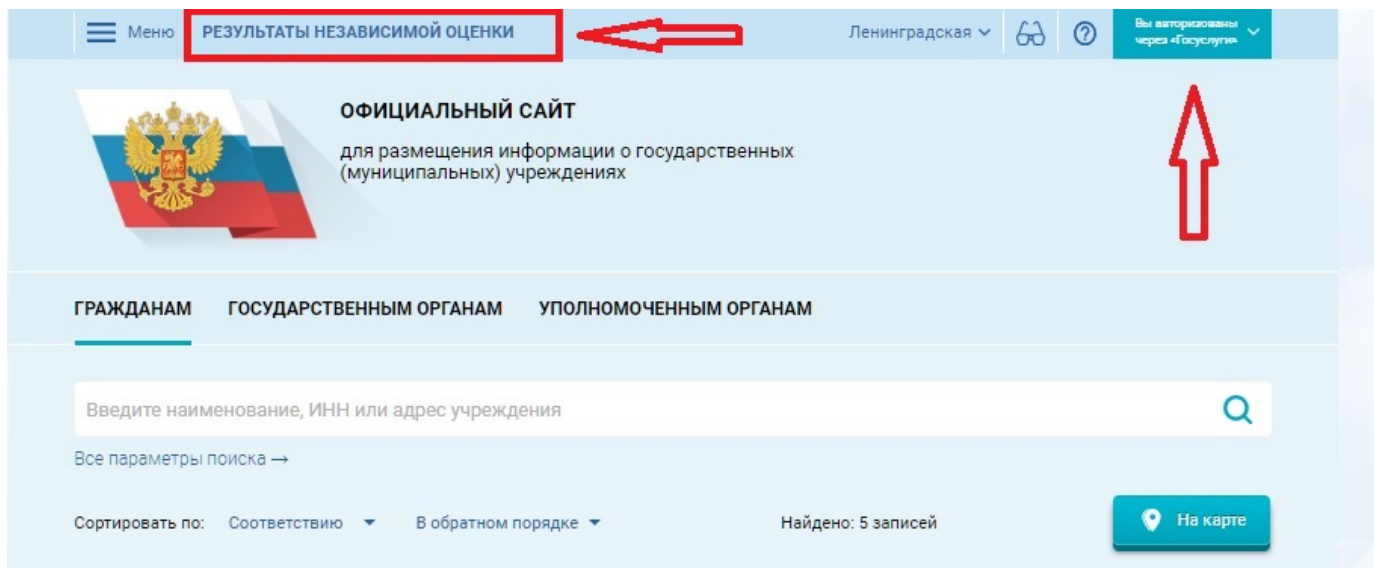 Меню
РЕЗУЛЬТАТЫ НЕЗАВИСИМОЙ ОЦЕНКИ
Ленинградская
Вы авторизованы
через «Госуслуги»
ОФИЦИАЛЬНЫЙ САЙТ
для размещения информации о государственных
(муниципальных) учреждениях
ГРАЖДАНАМ
ГОСУДАРСТВЕННЫМ ОРГАНАМ
УПОЛНОМОЧЕННЫМ ОРГАНАМ
Введите наименование, ИНН или адрес учреждения
Все параметры поиска →
Сортировать по:
Соответствию
В обратном порядке
Найдено: 5 записей
На карте